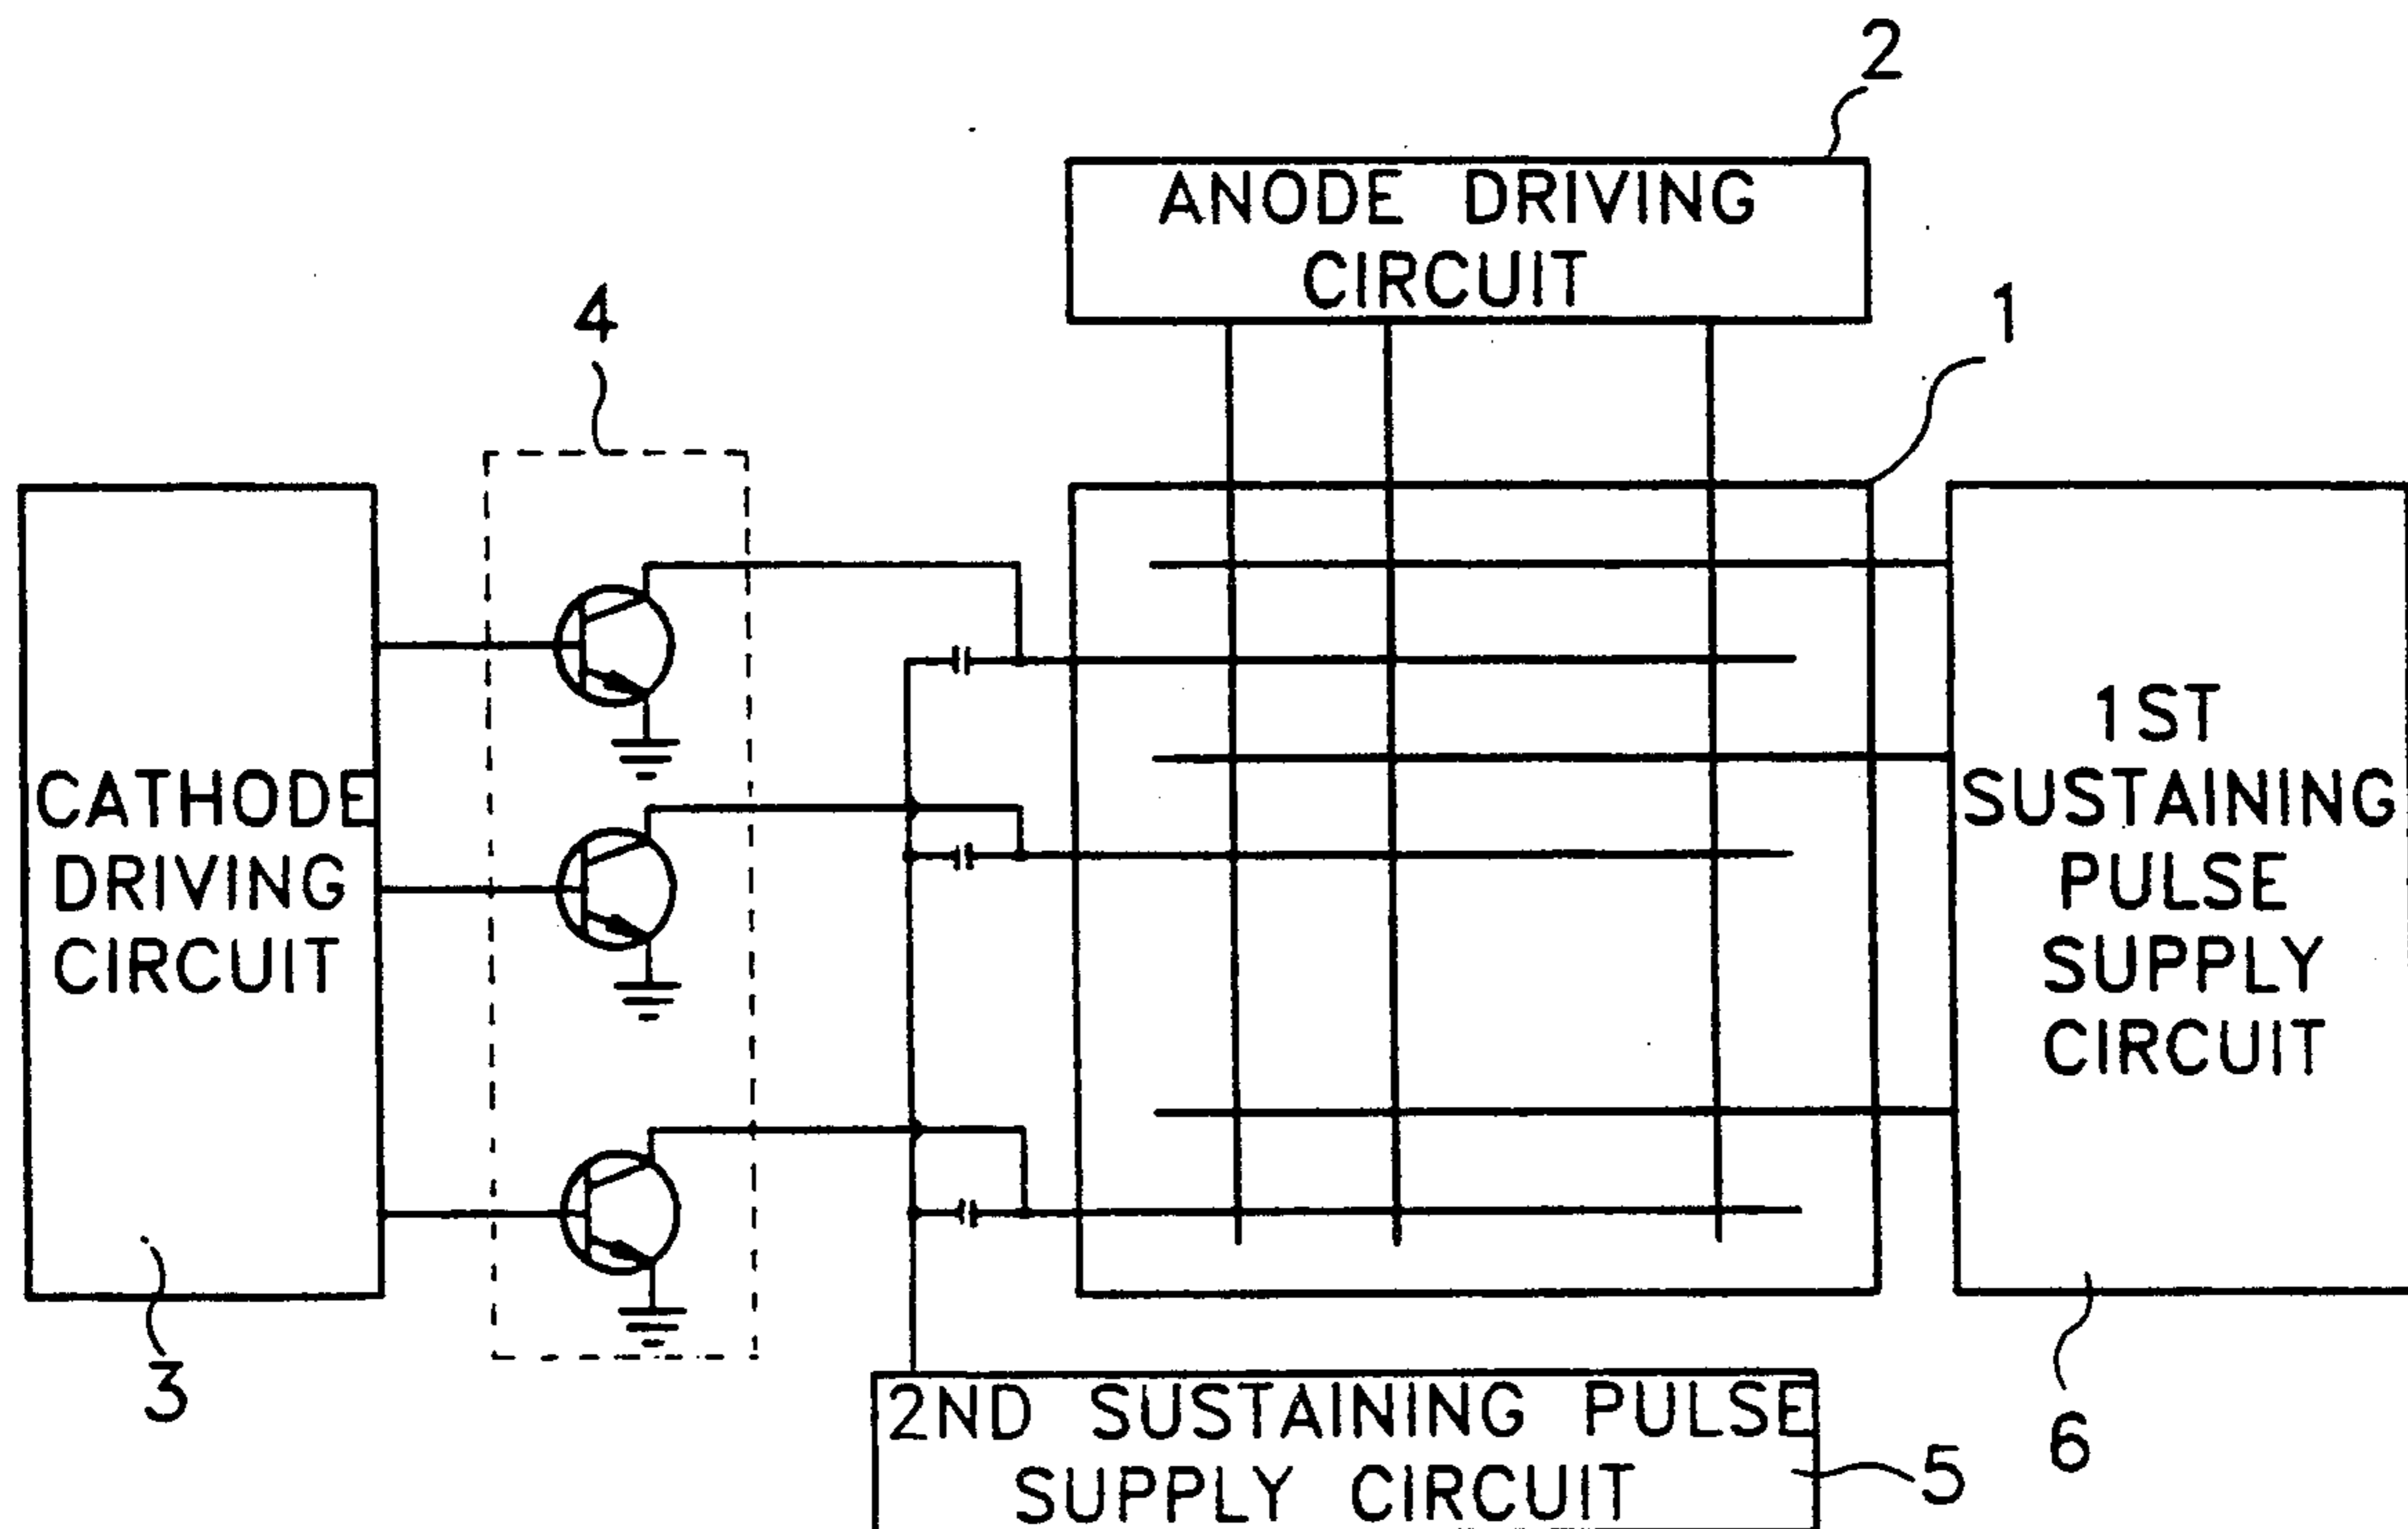 2
ANODE DRIVING
CIRCUIT
1
4
CATHODE
DRIVING
CIRCUIT
1ST
SUSTAINING
PULSE
SUPPLY
CIRCUIT
3
2ND SUSTAINING PULSE
SUPPLY CIRCUIT
5
6